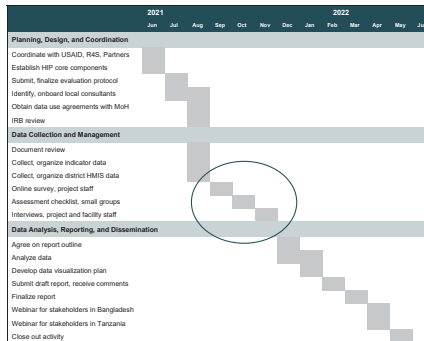 2021 2022
Jun Jul Aug Sep Oct Nov Dec Jan Feb Mar Apr May
Planning, Design, and Coordination
Coordinate with USAID, R4S, Partners
Establish HIP core components
Submit, finalize evaluation protocol
Identify, onboard local consultants
Obtain data use agreements with MoH
IRB review
Data Collection and Management
Document review
Collect, organize indicator data
Collect, organize district HMIS data
Online survey, project staff
Assessment checklist, small groups
Interviews, project and facility staff
Data Analysis, Reporting, and Dissemination
Agree on report outline
Analyze data
Develop data visualization plan
Submit draft report, receive comments
Finalize report
Webinar for stakeholders in Bangladesh
Webinar for stakeholders in Tanzania
Close out activity